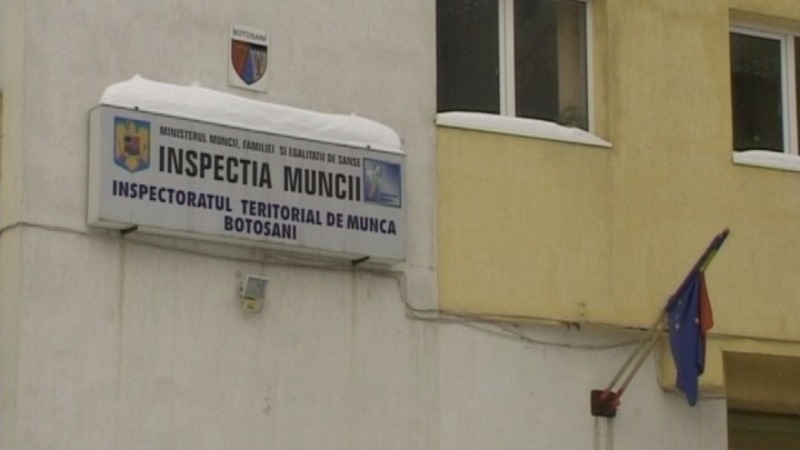 BOTOSANI
MINISTERUL MUNCII, FAMILIEI SI EGALITATII DE SANSE
INSPECTIA MUNCII
INSPECTORATUL TERITORIAL DE MUNCA
BOTOSANI